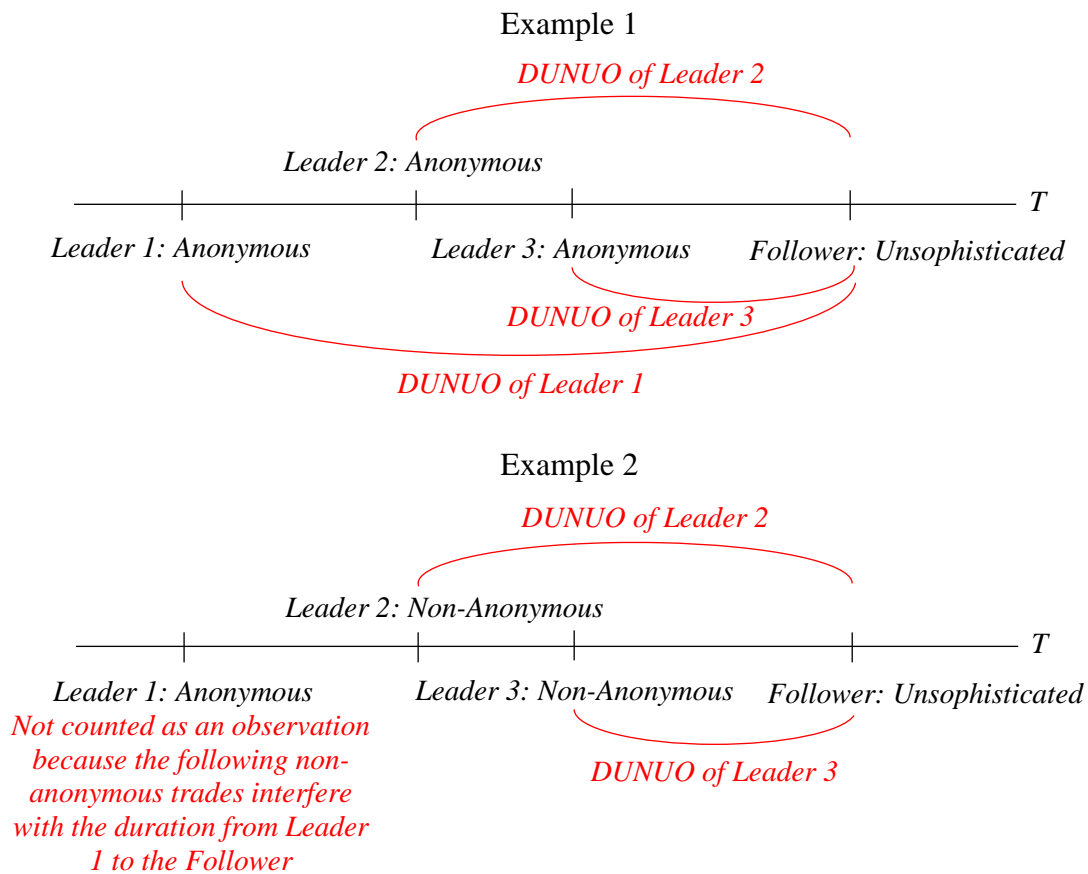 Example 1
DUNUO of Leader 2
Leader 2: Anonymous
T
Leader 1: Anonymous
Leader 3: Anonymous
Follower: Unsophisticated
DUNUO of Leader 3
DUNUO of Leader 1
Example 2
DUNUO of Leader 2
Leader 2: Non-Anonymous
T
Leader 1: Anonymous
Leader 3: Non-Anonymous
Follower: Unsophisticated
Not counted as an observation
because the following non-
anonymous trades interfere
with the duration from Leader
1 to the Follower
DUNUO of Leader 3